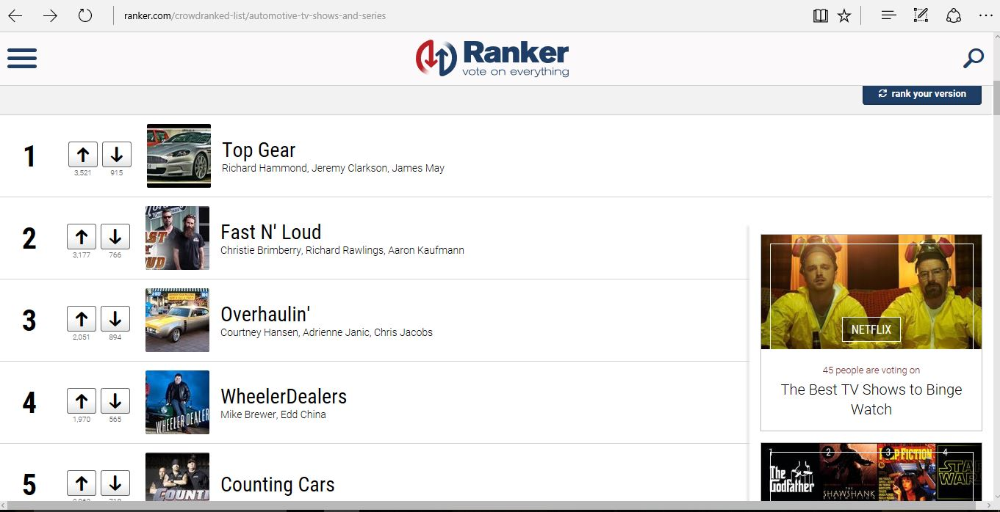 ranker.com/crowdranked-list/automotive-tv-shows-and-series
Ranker
vote on everything
rank your version
1
3,521
915
Top Gear
Richard Hammond, Jeremy Clarkson, James May
2
3,177
766
Fast N' Loud
Christie Brimberry, Richard Rawlings, Aaron Kaufmann
3
2,051
894
Overhaulin'
Courtney Hansen, Adrienne Janic, Chris Jacobs
4
1,970
565
WHEELER DEALER
WheelerDealers
Mike Brewer, Edd China
5
COUNTI
Counting Cars
NETFLIX
45 people are voting on
The Best TV Shows to Binge
Watch
1
2
3
4
The
Godfather
THE
SHAWSHANK
PULP FICTION
STAR
WAR